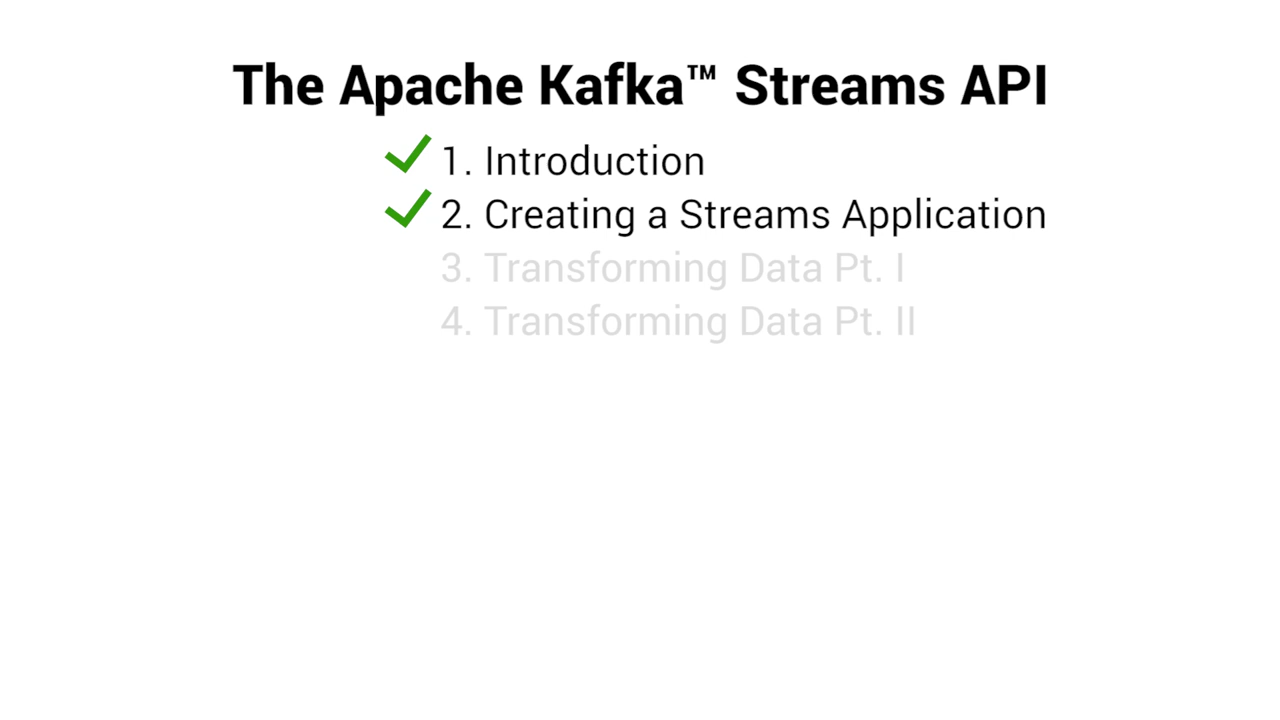 The Apache Kafka™ Streams API
1. Introduction
2. Creating a Streams Application
3. Transforming Data Pt. I
4. Transforming Data Pt. II